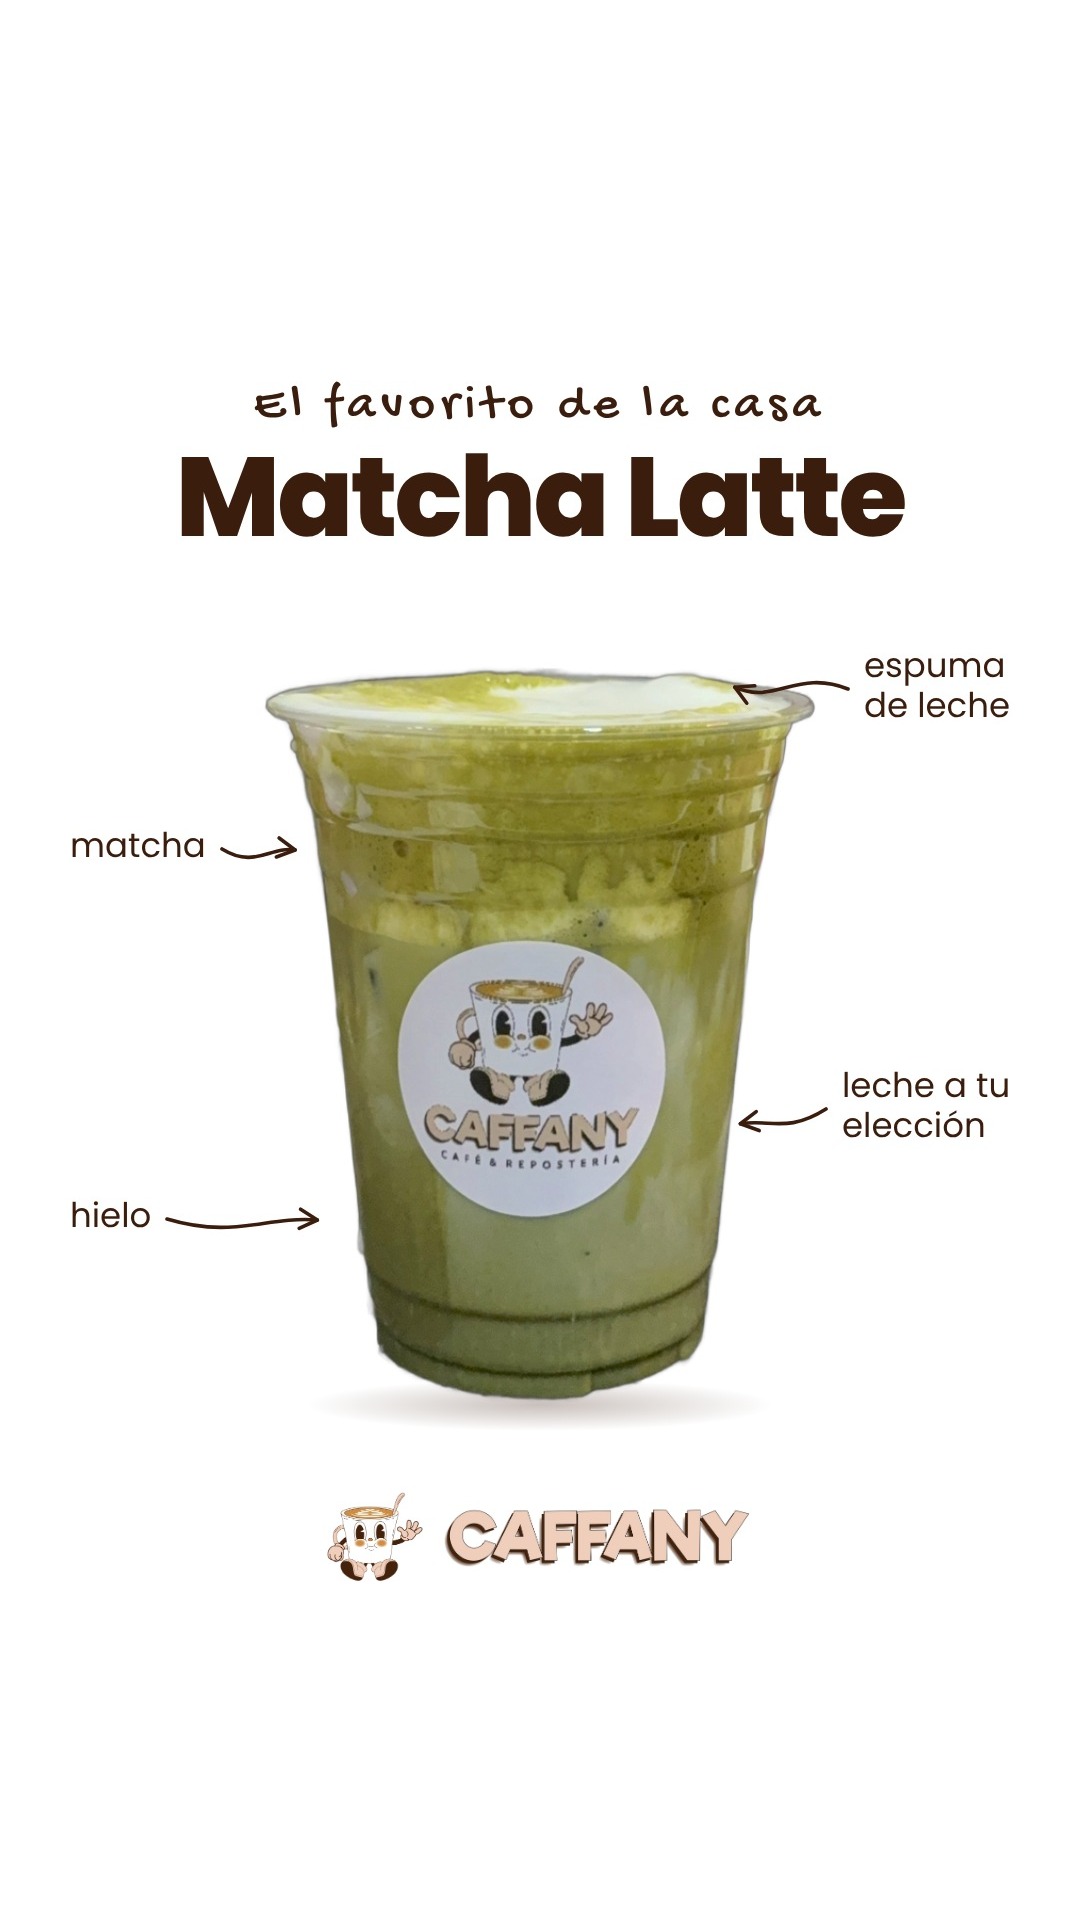 El favorito de la casa
Matcha Latte
espuma
de leche
matcha
leche a tu
elección
hielo
CAFFANY
CAFÉ & REPOSTERÍA
CAFFANY